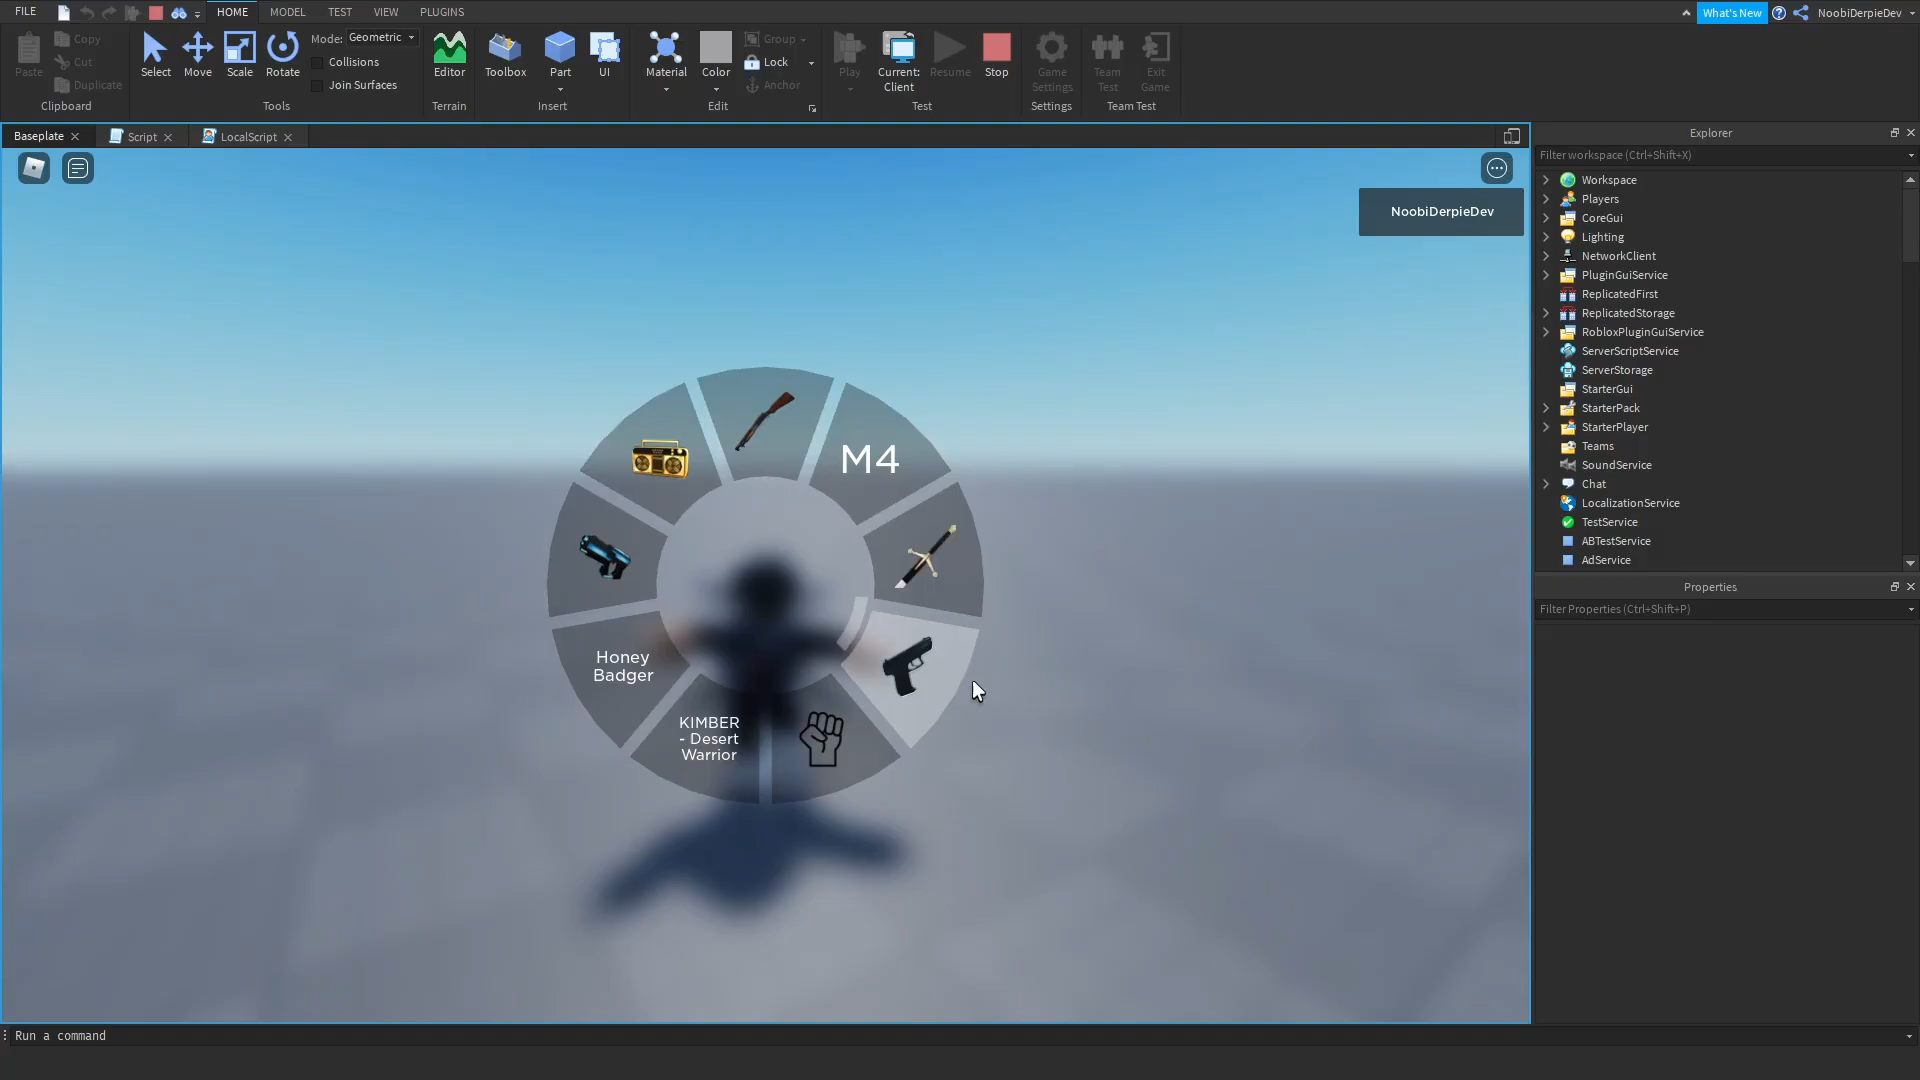 FILE HOME MODEL TEST VIEW PLUGINS What's New NoobiDerpieDev
Paste
Copy
Cut
Duplicate
Clipboard
Select Move Scale Rotate
Mode: Geometric
Collisions
Join Surfaces
Tools
Editor
Terrain
Toolbox Part UI
Insert
Material Color
Group
Lock
Anchor
Edit
Play
Current:
Client
Resume Stop
Test
Game
Settings
Settings
Team
Test
Exit
Game
Team Test
Baseplate Script LocalScript
NoobiDerpieDev
M4
Honey
Badger
KIMBER
- Desert
Warrior
Explorer
Filter workspace (Ctrl+Shift+X)
Workspace
Players
CoreGui
Lighting
NetworkClient
PluginGuiService
ReplicatedFirst
ReplicatedStorage
RobloxPluginGuiService
ServerScriptService
ServerStorage
StarterGui
StarterPack
StarterPlayer
Teams
SoundService
Chat
LocalizationService
TestService
ABTestService
AdService
Properties
Filter Properties (Ctrl+Shift+P)
Run a command